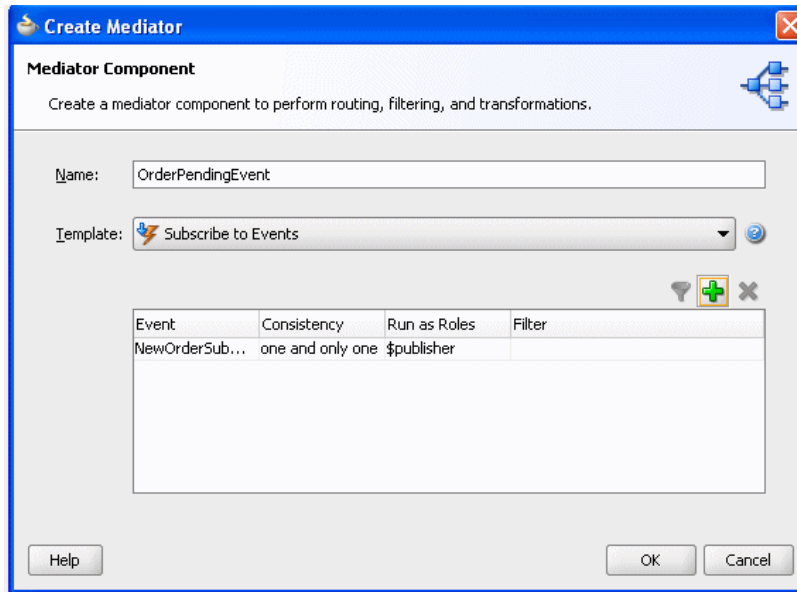 Create Mediator
Mediator Component
Create a mediator component to perform routing, filtering, and transformations.
Name: OrderPendingEvent
Template: Subscribe to Events
Event Consistency Run as Roles Filter
NewOrderSub... one and only one $publisher
Help OK Cancel